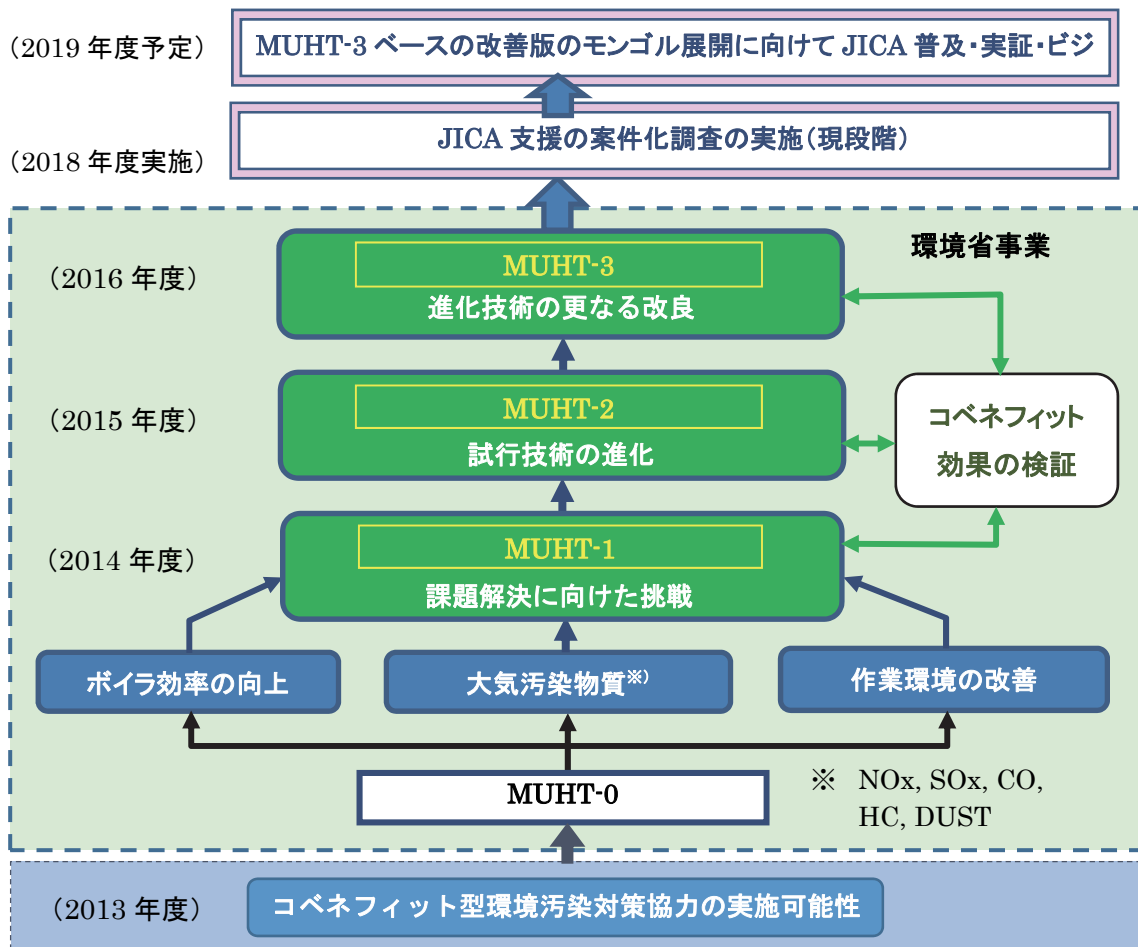 (2019 年度予定)
MUHT-3 ベースの改善版のモンゴル展開に向けて JICA 普及・実証・ビジ
(2018 年度実施)
JICA 支援の案件化調査の実施(現段階)
環境省事業
(2016 年度)
MUHT-3
進化技術の更なる改良
(2015 年度)
MUHT-2
試行技術の進化
コベネフィット
効果の検証
(2014 年度)
MUHT-1
課題解決に向けた挑戦
ボイラ効率の向上
大気汚染物質※)
作業環境の改善
MUHT-0
※ NOx, SOx, CO,
HC, DUST
(2013 年度)
コベネフィット型環境汚染対策協力の実施可能性